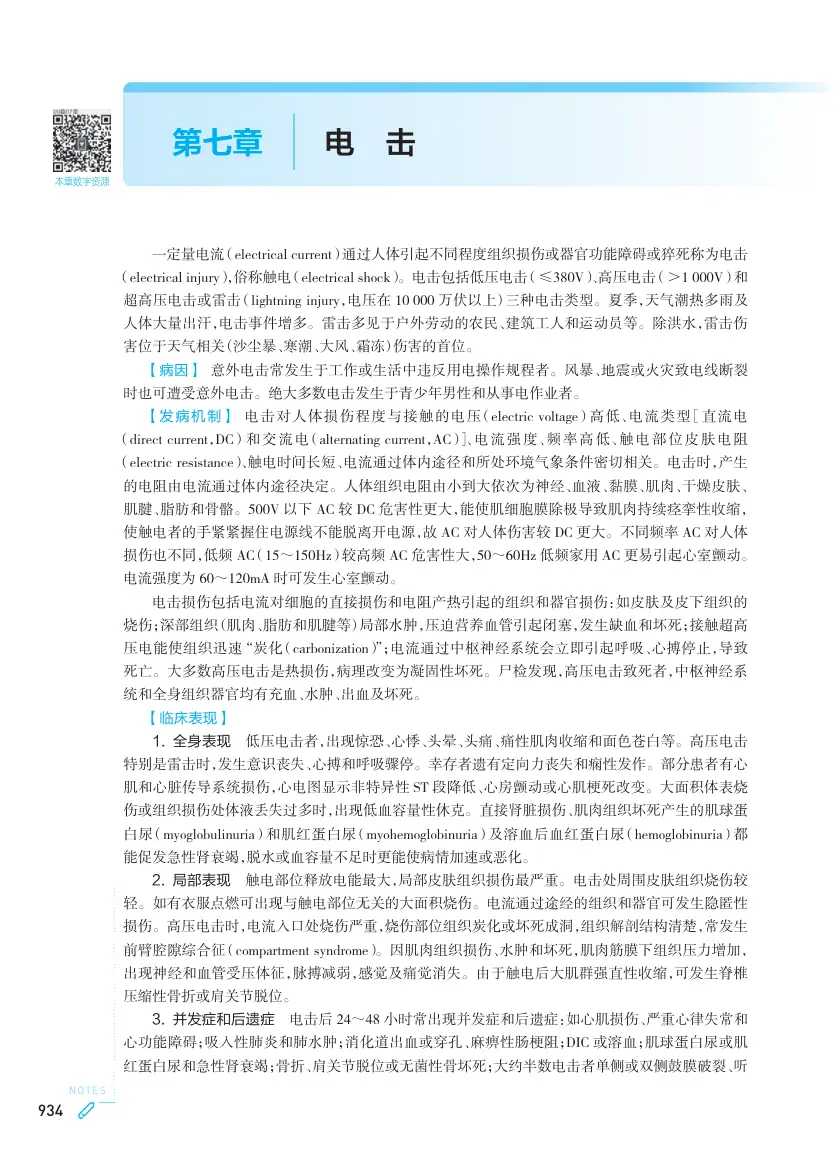 第七章
电 击
本章数字资源
一定量电流（electrical current）通过人体引起不同程度组织损伤或器官功能障碍或猝死称为电击
（electrical injury），俗称触电（electrical shock）。电击包括低压电击（≤380V）、高压电击（＞1 000V）和
超高压电击或雷击（lightning injury，电压在 10 000 万伏以上）三种电击类型。夏季，天气潮热多雨及
人体大量出汗，电击事件增多。雷击多见于户外劳动的农民、建筑工人和运动员等。除洪水，雷击伤
害位于天气相关（沙尘暴、寒潮、大风、霜冻）伤害的首位。
【病因】 意外电击常发生于工作或生活中违反用电操作规程者。风暴、地震或火灾致电线断裂
时也可遭受意外电击。绝大多数电击发生于青少年男性和从事电作业者。
【发病机制】 电击对人体损伤程度与接触的电压（electric voltage）高低、电流类型［直流电
（direct current，DC）和交流电（alternating current，AC）］、电流强度、频率高低、触电部位皮肤电阻
（electric resistance）、触电时间长短、电流通过体内途径和所处环境气象条件密切相关。电击时，产生
的电阻由电流通过体内途径决定。人体组织电阻由小到大依次为神经、血液、黏膜、肌肉、干燥皮肤、
肌腱、脂肪和骨骼。500V 以下 AC 较 DC 危害性更大，能使肌细胞膜除极导致肌肉持续痉挛性收缩，
使触电者的手紧紧握住电源线不能脱离开电源，故 AC 对人体伤害较 DC 更大。不同频率 AC 对人体
损伤也不同，低频 AC（15～150Hz）较高频 AC 危害性大，50～60Hz 低频家用 AC 更易引起心室颤动。
电流强度为 60～120mA 时可发生心室颤动。
电击损伤包括电流对细胞的直接损伤和电阻产热引起的组织和器官损伤：如皮肤及皮下组织的
烧伤；深部组织（肌肉、脂肪和肌腱等）局部水肿，压迫营养血管引起闭塞，发生缺血和坏死；接触超高
压电能使组织迅速“炭化（carbonization）”；电流通过中枢神经系统会立即引起呼吸、心搏停止，导致
死亡。大多数高压电击是热损伤，病理改变为凝固性坏死。尸检发现，高压电击致死者，中枢神经系
统和全身组织器官均有充血、水肿、出血及坏死。
【临床表现】
1. 全身表现 低压电击者，出现惊恐、心悸、头晕、头痛、痛性肌肉收缩和面色苍白等。高压电击
特别是雷击时，发生意识丧失、心搏和呼吸骤停。幸存者遗有定向力丧失和痫性发作。部分患者有心
肌和心脏传导系统损伤，心电图显示非特异性 ST 段降低、心房颤动或心肌梗死改变。大面积体表烧
伤或组织损伤处体液丢失过多时，出现低血容量性休克。直接肾脏损伤、肌肉组织坏死产生的肌球蛋
白尿（myoglobulinuria）和肌红蛋白尿（myohemoglobinuria）及溶血后血红蛋白尿（hemoglobinuria）都
能促发急性肾衰竭，脱水或血容量不足时更能使病情加速或恶化。
2. 局部表现 触电部位释放电能最大，局部皮肤组织损伤最严重。电击处周围皮肤组织烧伤较
轻。如有衣服点燃可出现与触电部位无关的大面积烧伤。电流通过途经的组织和器官可发生隐匿性
损伤。高压电击时，电流入口处烧伤严重，烧伤部位组织炭化或坏死成洞，组织解剖结构清楚，常发生
前臂腔隙综合征（compartment syndrome）。因肌肉组织损伤、水肿和坏死，肌肉筋膜下组织压力增加，
出现神经和血管受压体征，脉搏减弱，感觉及痛觉消失。由于触电后大肌群强直性收缩，可发生脊椎
压缩性骨折或肩关节脱位。
3. 并发症和后遗症 电击后 24～48 小时常出现并发症和后遗症：如心肌损伤、严重心律失常和
心功能障碍；吸入性肺炎和肺水肿；消化道出血或穿孔、麻痹性肠梗阻；DIC 或溶血；肌球蛋白尿或肌
红蛋白尿和急性肾衰竭；骨折、肩关节脱位或无菌性骨坏死；大约半数电击者单侧或双侧鼓膜破裂、听
NOTES
934